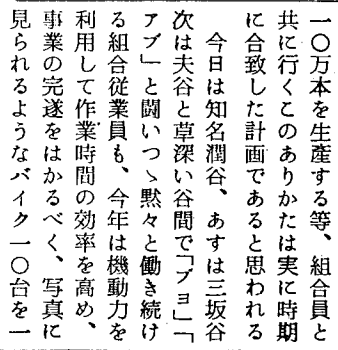 一〇万本を生産する等、組合員と
共に行くこのありかたは実に時期
に合致した計画であると思われる
今日は知名潤谷、あすは三坂谷
次は夫谷と草深い谷間で「ブヨ」「
アブ」と闘いつゝ黙々と働き続け
る組合従業員も、今年は機動力を
利用して作業時間の効率を高め、
事業の完遂をはかるべく、写真に
見られるようなバイク一〇台を一